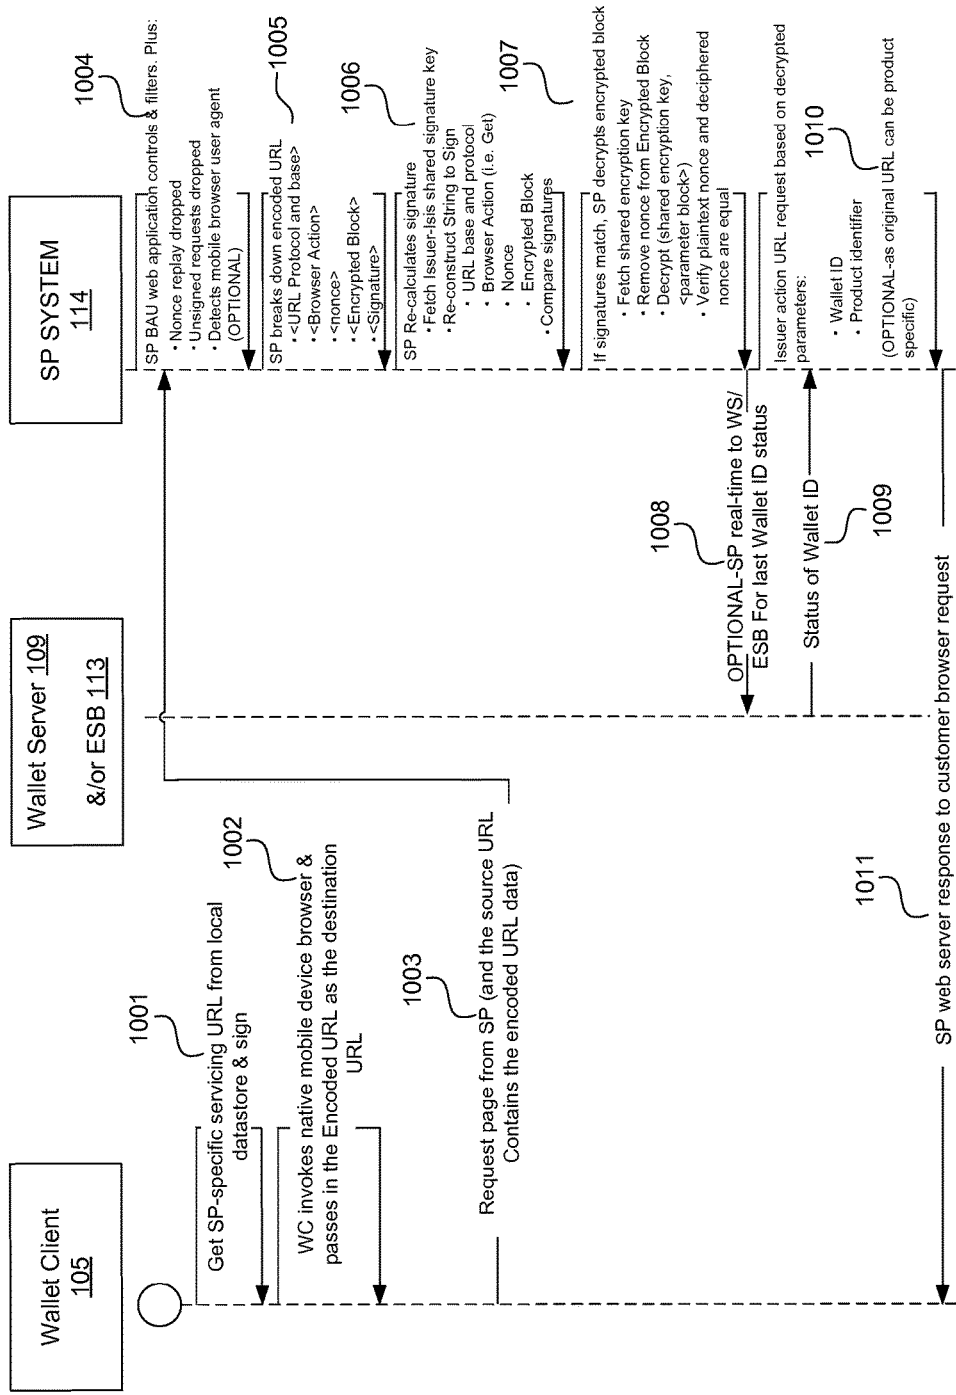 Wallet Client
105
Wallet Server 109
&/or ESB 113
SP SYSTEM
114
1001
Get SP-specific servicing URL from local
datastore & sign
1002
WC invokes native mobile device browser &
passes in the Encoded URL as the destination
URL
1003
Request page from SP (and the source URL
Contains the encoded URL data)
1004
SP BAU web application controls & filters. Plus:
• Nonce replay dropped
• Unsigned requests dropped
• Detects mobile browser user agent
(OPTIONAL)
1005
SP breaks down encoded URL
• <URL Protocol and base>
• <Browser Action>
• <nonce>
• <Encrypted Block>
• <Signature>
1006
SP Re-calculates signature
• Fetch Issuer-Isis shared signature key
• Re-construct String to Sign
• URL base and protocol
• Browser Action (i.e. Get)
• Nonce
• Encrypted Block
• Compare signatures
1007
If signatures match, SP decrypts encrypted block
• Fetch shared encryption key
• Remove nonce from Encrypted Block
• Decrypt (shared encryption key,
<parameter block>)
• Verify plaintext nonce and deciphered
nonce are equal
1008
OPTIONAL-SP real-time to WS/
ESB For last Wallet ID status
1009
Status of Wallet ID
Issuer action URL request based on decrypted
parameters:
• Wallet ID
• Product identifier
1010
(OPTIONAL-as original URL can be product
specific)
1011
SP web server response to customer browser request